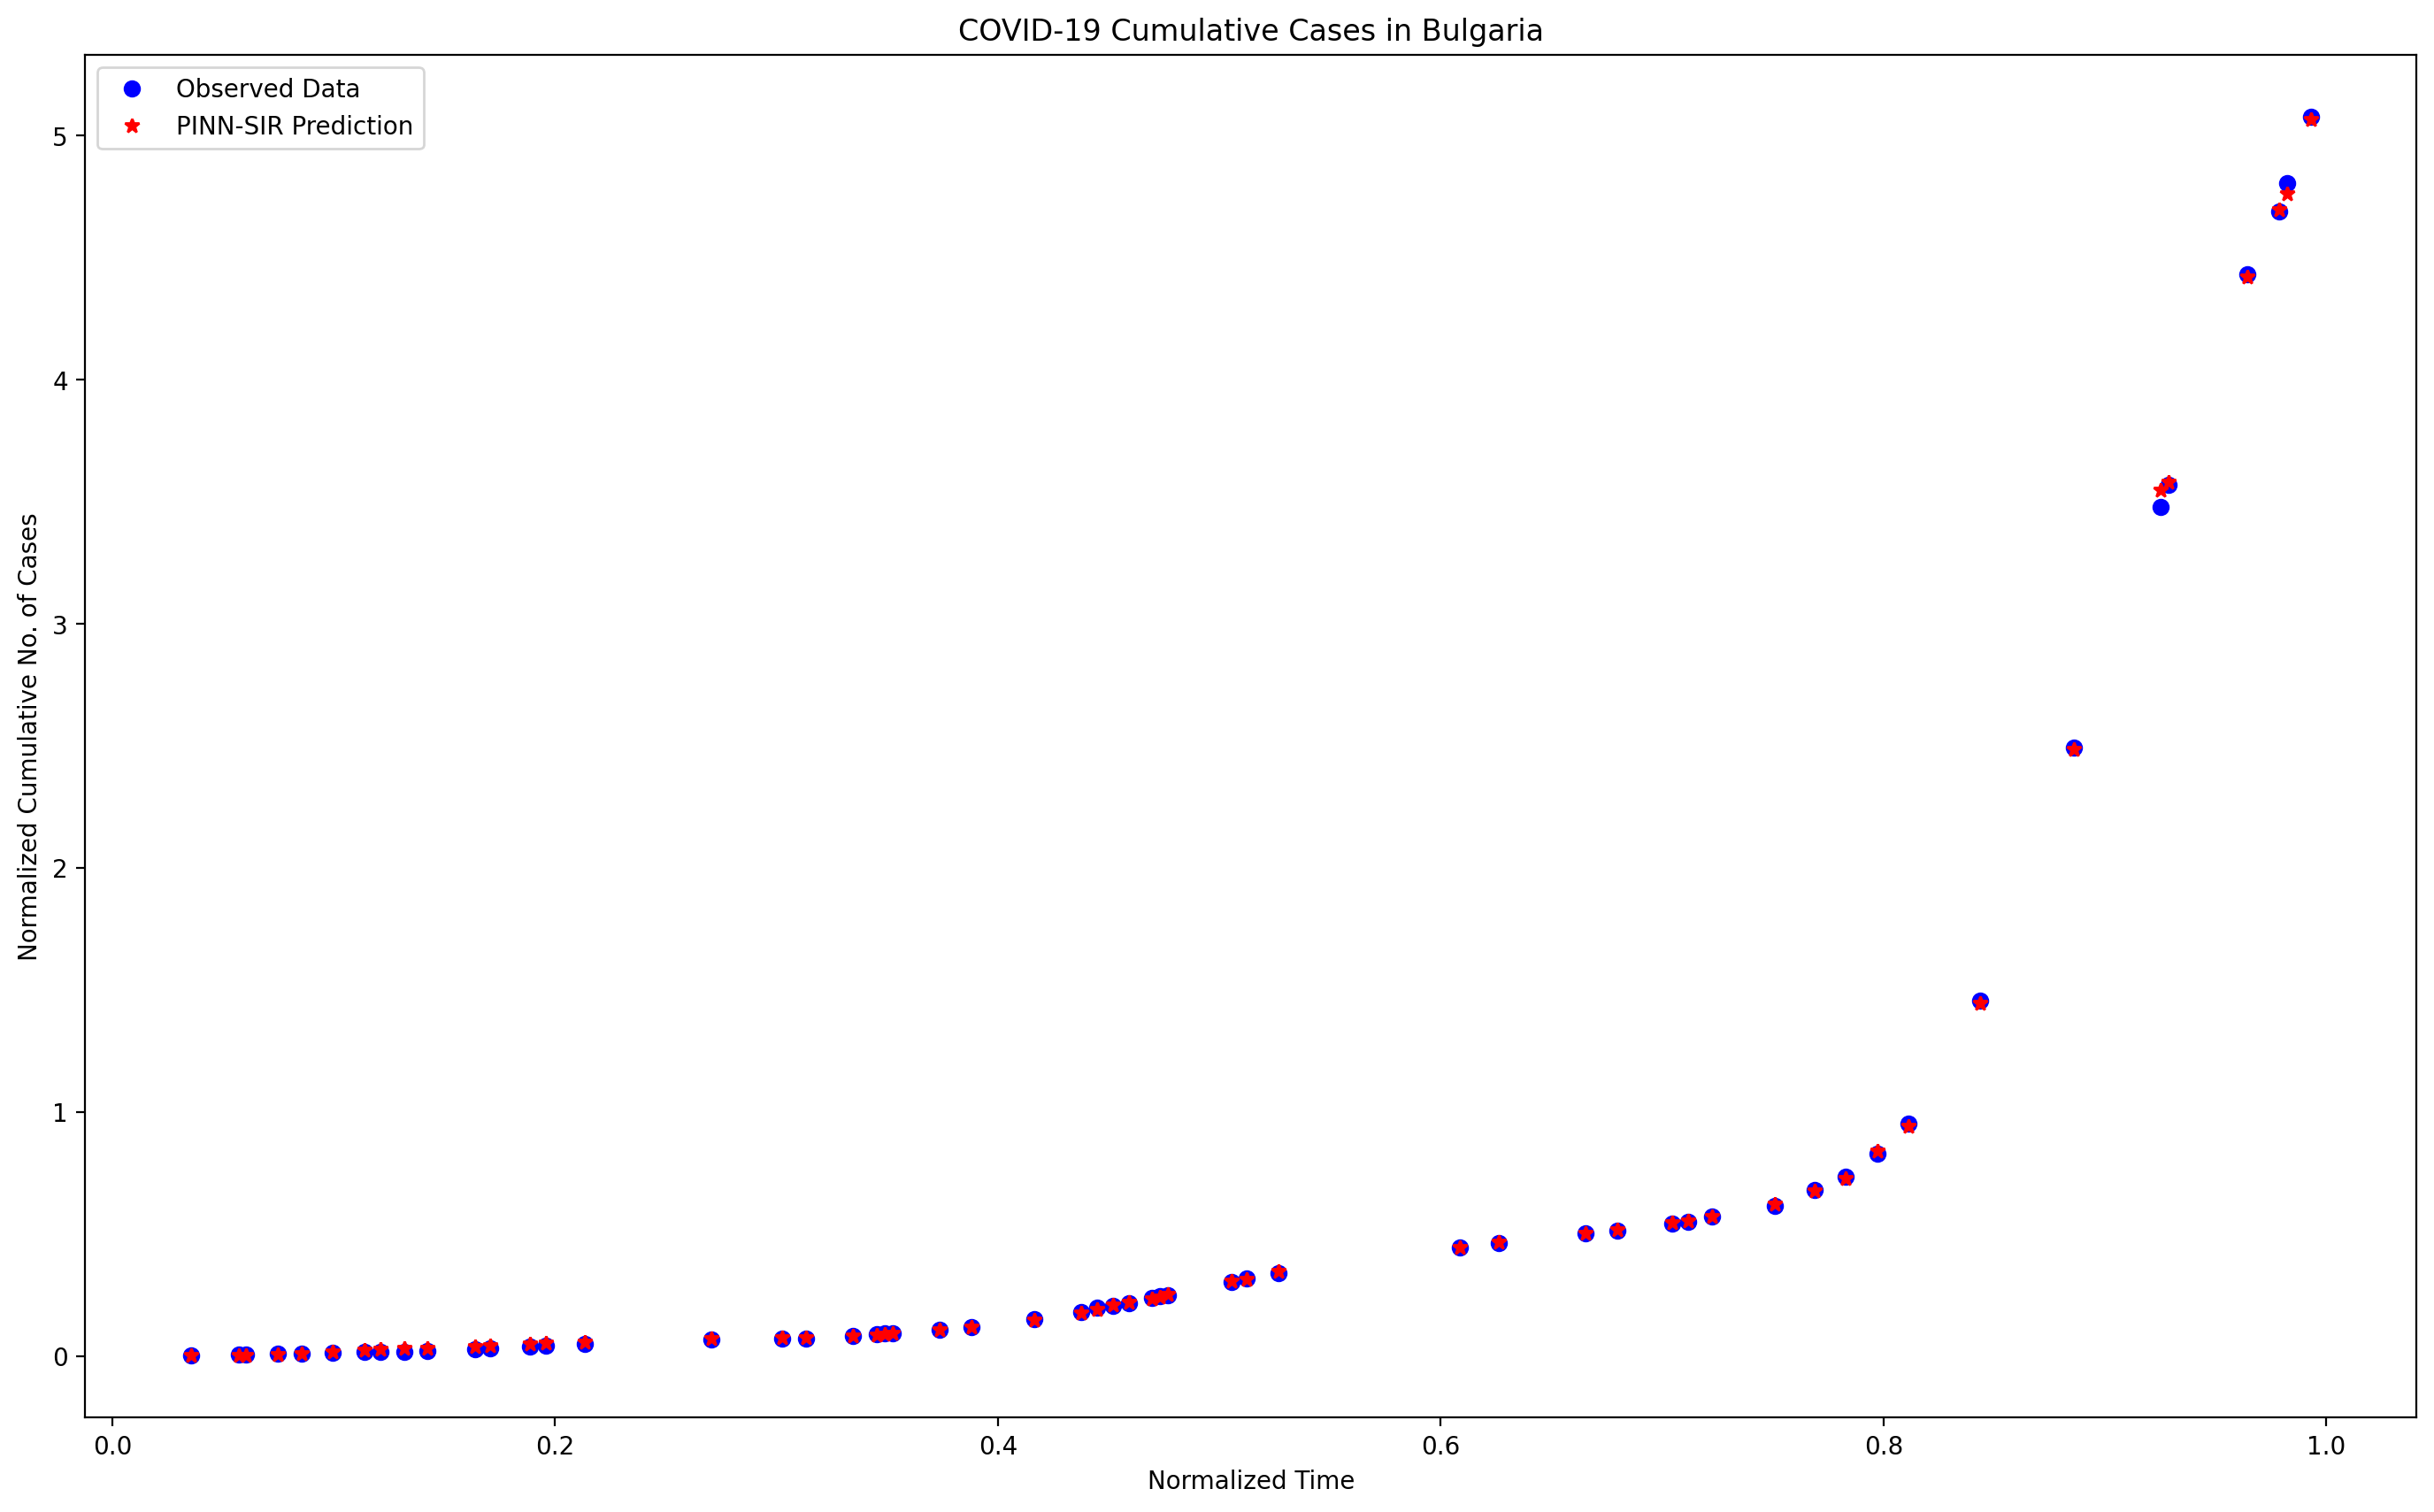 COVID-19 Cumulative Cases in Bulgaria
Observed Data
PINN-SIR Prediction
5
4
3
2
1
0
Normalized Cumulative No. of Cases
0.0 0.2 0.4 0.6 0.8 1.0
Normalized Time